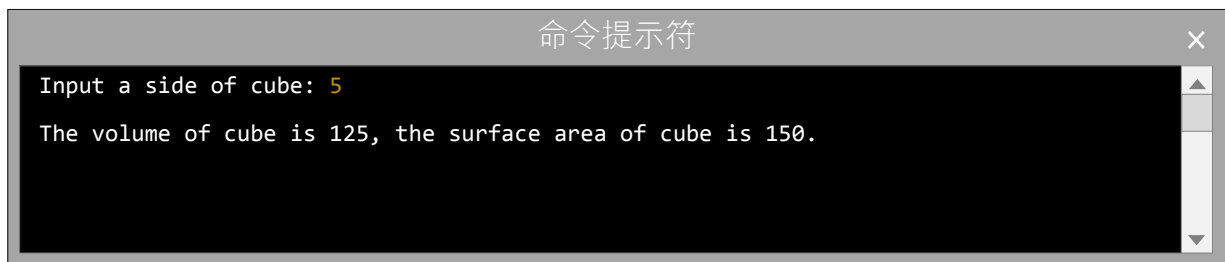 命令提示符
Input a side of cube: 5
The volume of cube is 125, the surface area of cube is 150.